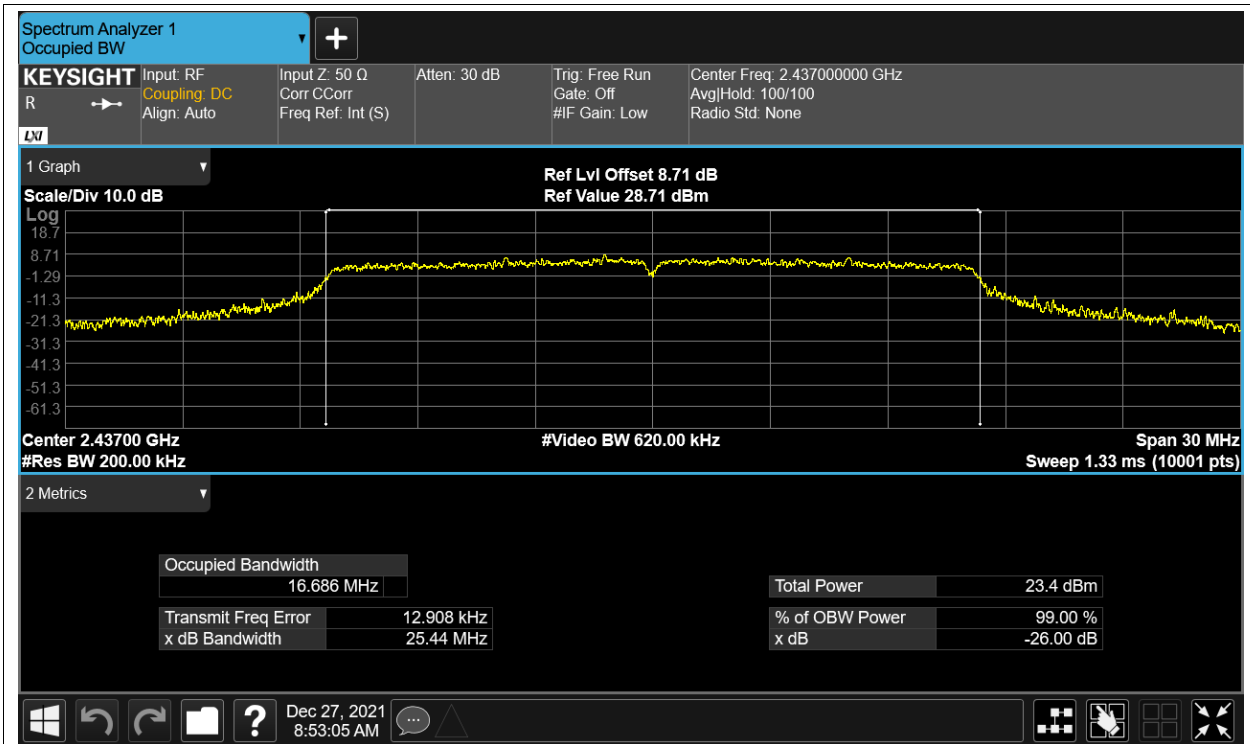 Spectrum Analyzer 1
Occupied BW
KEYSIGHT
R
LXI
Input: RF
Coupling: DC
Align: Auto
Input Z: 50 Ω
Corr CCorr
Freq Ref: Int (S)
Atten: 30 dB
Trig: Free Run
Gate: Off
#IF Gain: Low
Center Freq: 2.437000000 GHz
Avg|Hold: 100/100
Radio Std: None
1 Graph
Scale/Div 10.0 dB
Ref Lvl Offset 8.71 dB
Ref Value 28.71 dBm
Log
18.7
8.71
-1.29
-11.3
-21.3
-31.3
-41.3
-51.3
-61.3
Center 2.43700 GHz
#Video BW 620.00 kHz
Span 30 MHz
#Res BW 200.00 kHz
Sweep 1.33 ms (10001 pts)
2 Metrics
Occupied Bandwidth
16.686 MHz
Transmit Freq Error 12.908 kHz
x dB Bandwidth 25.44 MHz
Total Power 23.4 dBm
% of OBW Power 99.00 %
x dB -26.00 dB
?
Dec 27, 2021
8:53:05 AM